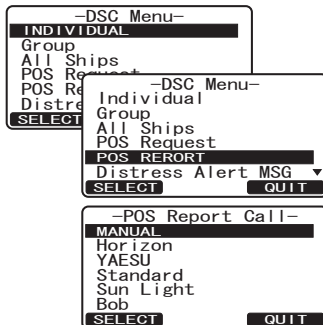 –DSC Menu–
INDIVIDUAL
Group
All Ships
POS Request
POS Re
Distre
SELECT
–DSC Menu–
Individual
Group
All Ships
POS Request
POS RERORT
Distress Alert MSG ▼
SELECT QUIT
–POS Report Call–
MANUAL
Horizon
YAESU
Standard
Sun Light
Bob
SELECT QUIT